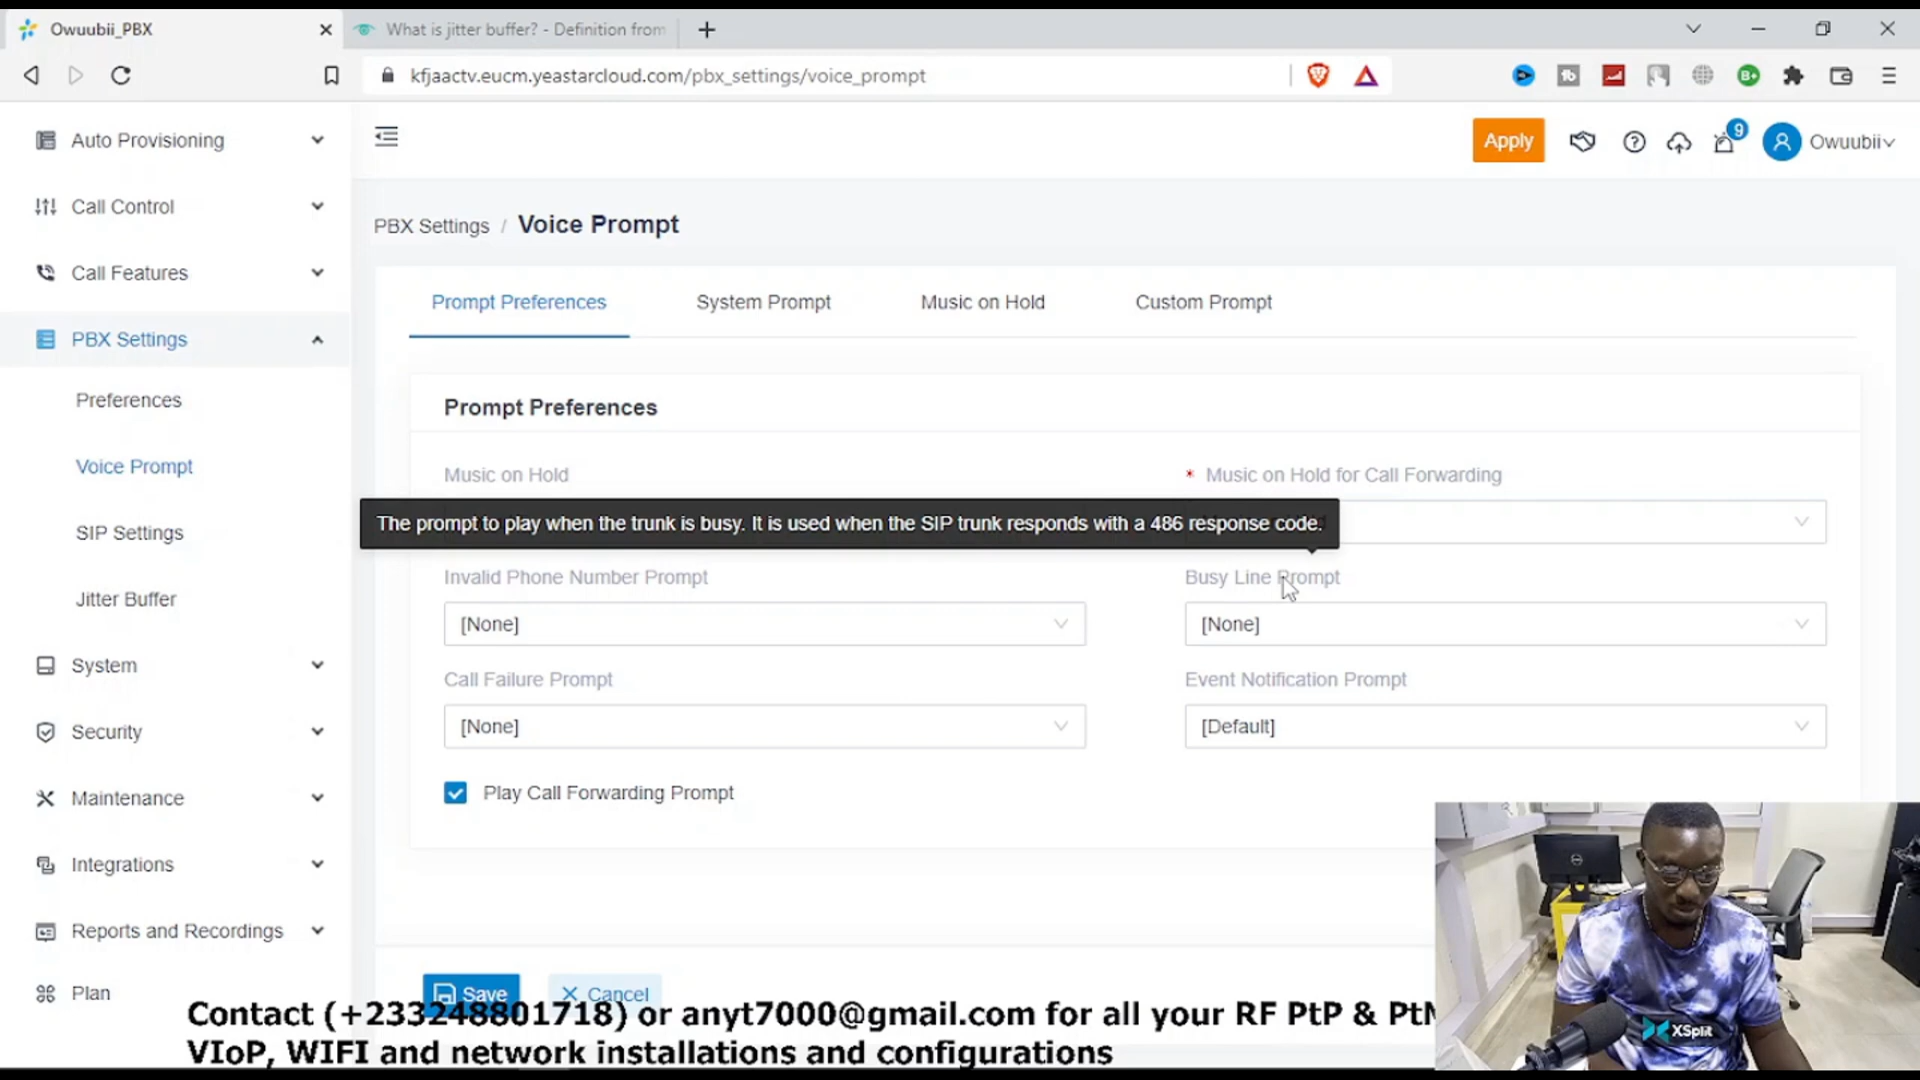 Owuubii_PBX
What is jitter buffer? - Definition from
kfjaactv.eucm.yeastarcloud.com/pbx_settings/voice_prompt
Auto Provisioning
Call Control
Call Features
PBX Settings
Preferences
Voice Prompt
SIP Settings
Jitter Buffer
System
Security
Maintenance
Integrations
Reports and Recordings
Plan
Apply
9
Owuubii
PBX Settings / Voice Prompt
Prompt Preferences
System Prompt
Music on Hold
Custom Prompt
Prompt Preferences
Music on Hold
* Music on Hold for Call Forwarding
The prompt to play when the trunk is busy. It is used when the SIP trunk responds with a 486 response code.
Invalid Phone Number Prompt
Busy Line Prompt
[None]
[None]
Call Failure Prompt
Event Notification Prompt
[None]
[Default]
Play Call Forwarding Prompt
Save
Cancel
Contact (+233248801718) or anyt7000@gmail.com for all your RF PtP &
VIoP, WIFI and network installations and configurations
XSplit